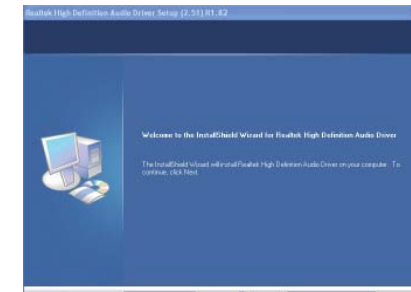 Realtek High Definition Audio Driver Setup (2.51) R1.82
Welcome to the InstallShield Wizard for Realtek High Definition Audio Driver
The InstallShield Wizard will install Realtek High Definition Audio Driver on your computer. To
continue, click Next.